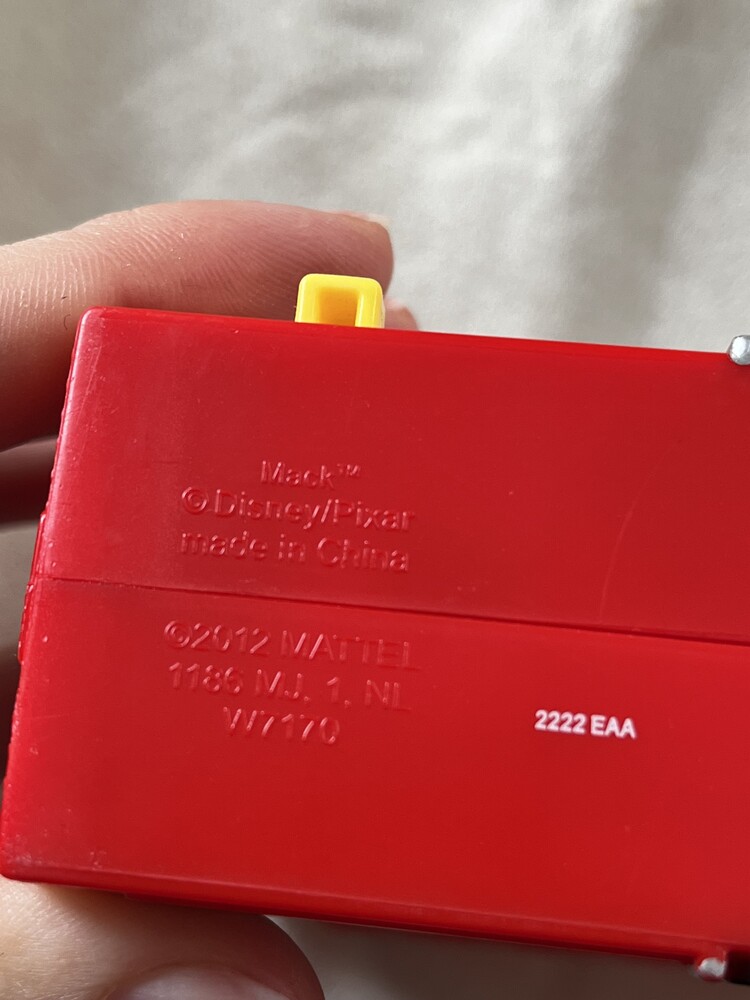 Mack™
©Disney/Pixar
made in China
©2012 MATTEL
1186 MJ, 1, NL
W7170
2222 EAA